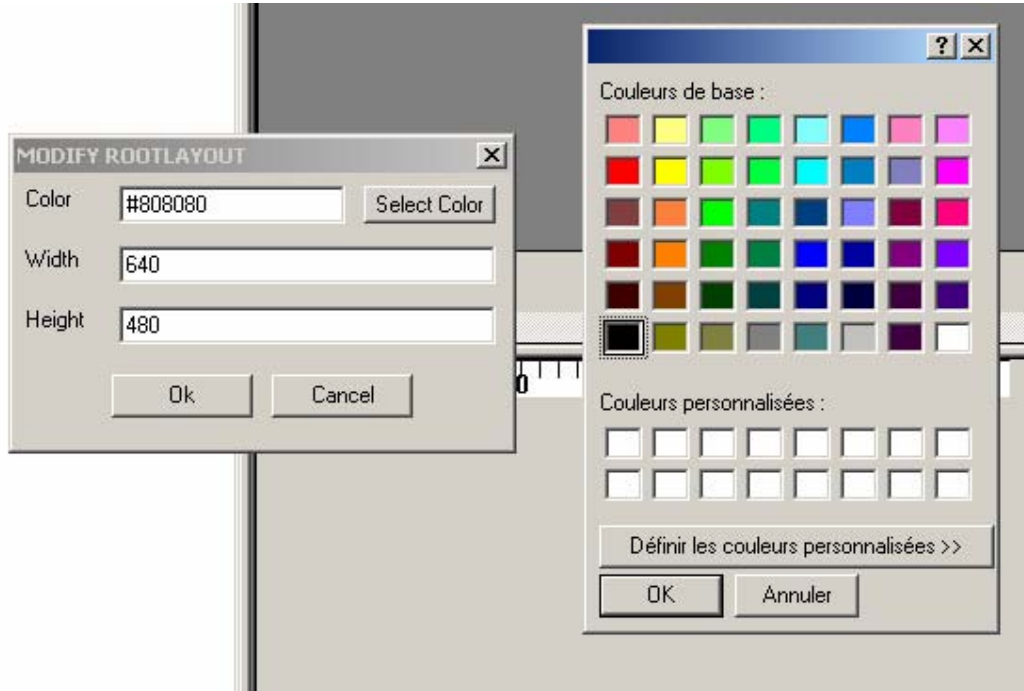 MODIFY ROOTLAYOUT
Color #808080 Select Color
Width 640
Height 480
Ok Cancel
0
?
Couleurs de base :
Couleurs personnalisées :
Définir les couleurs personnalisées >>
OK Annuler